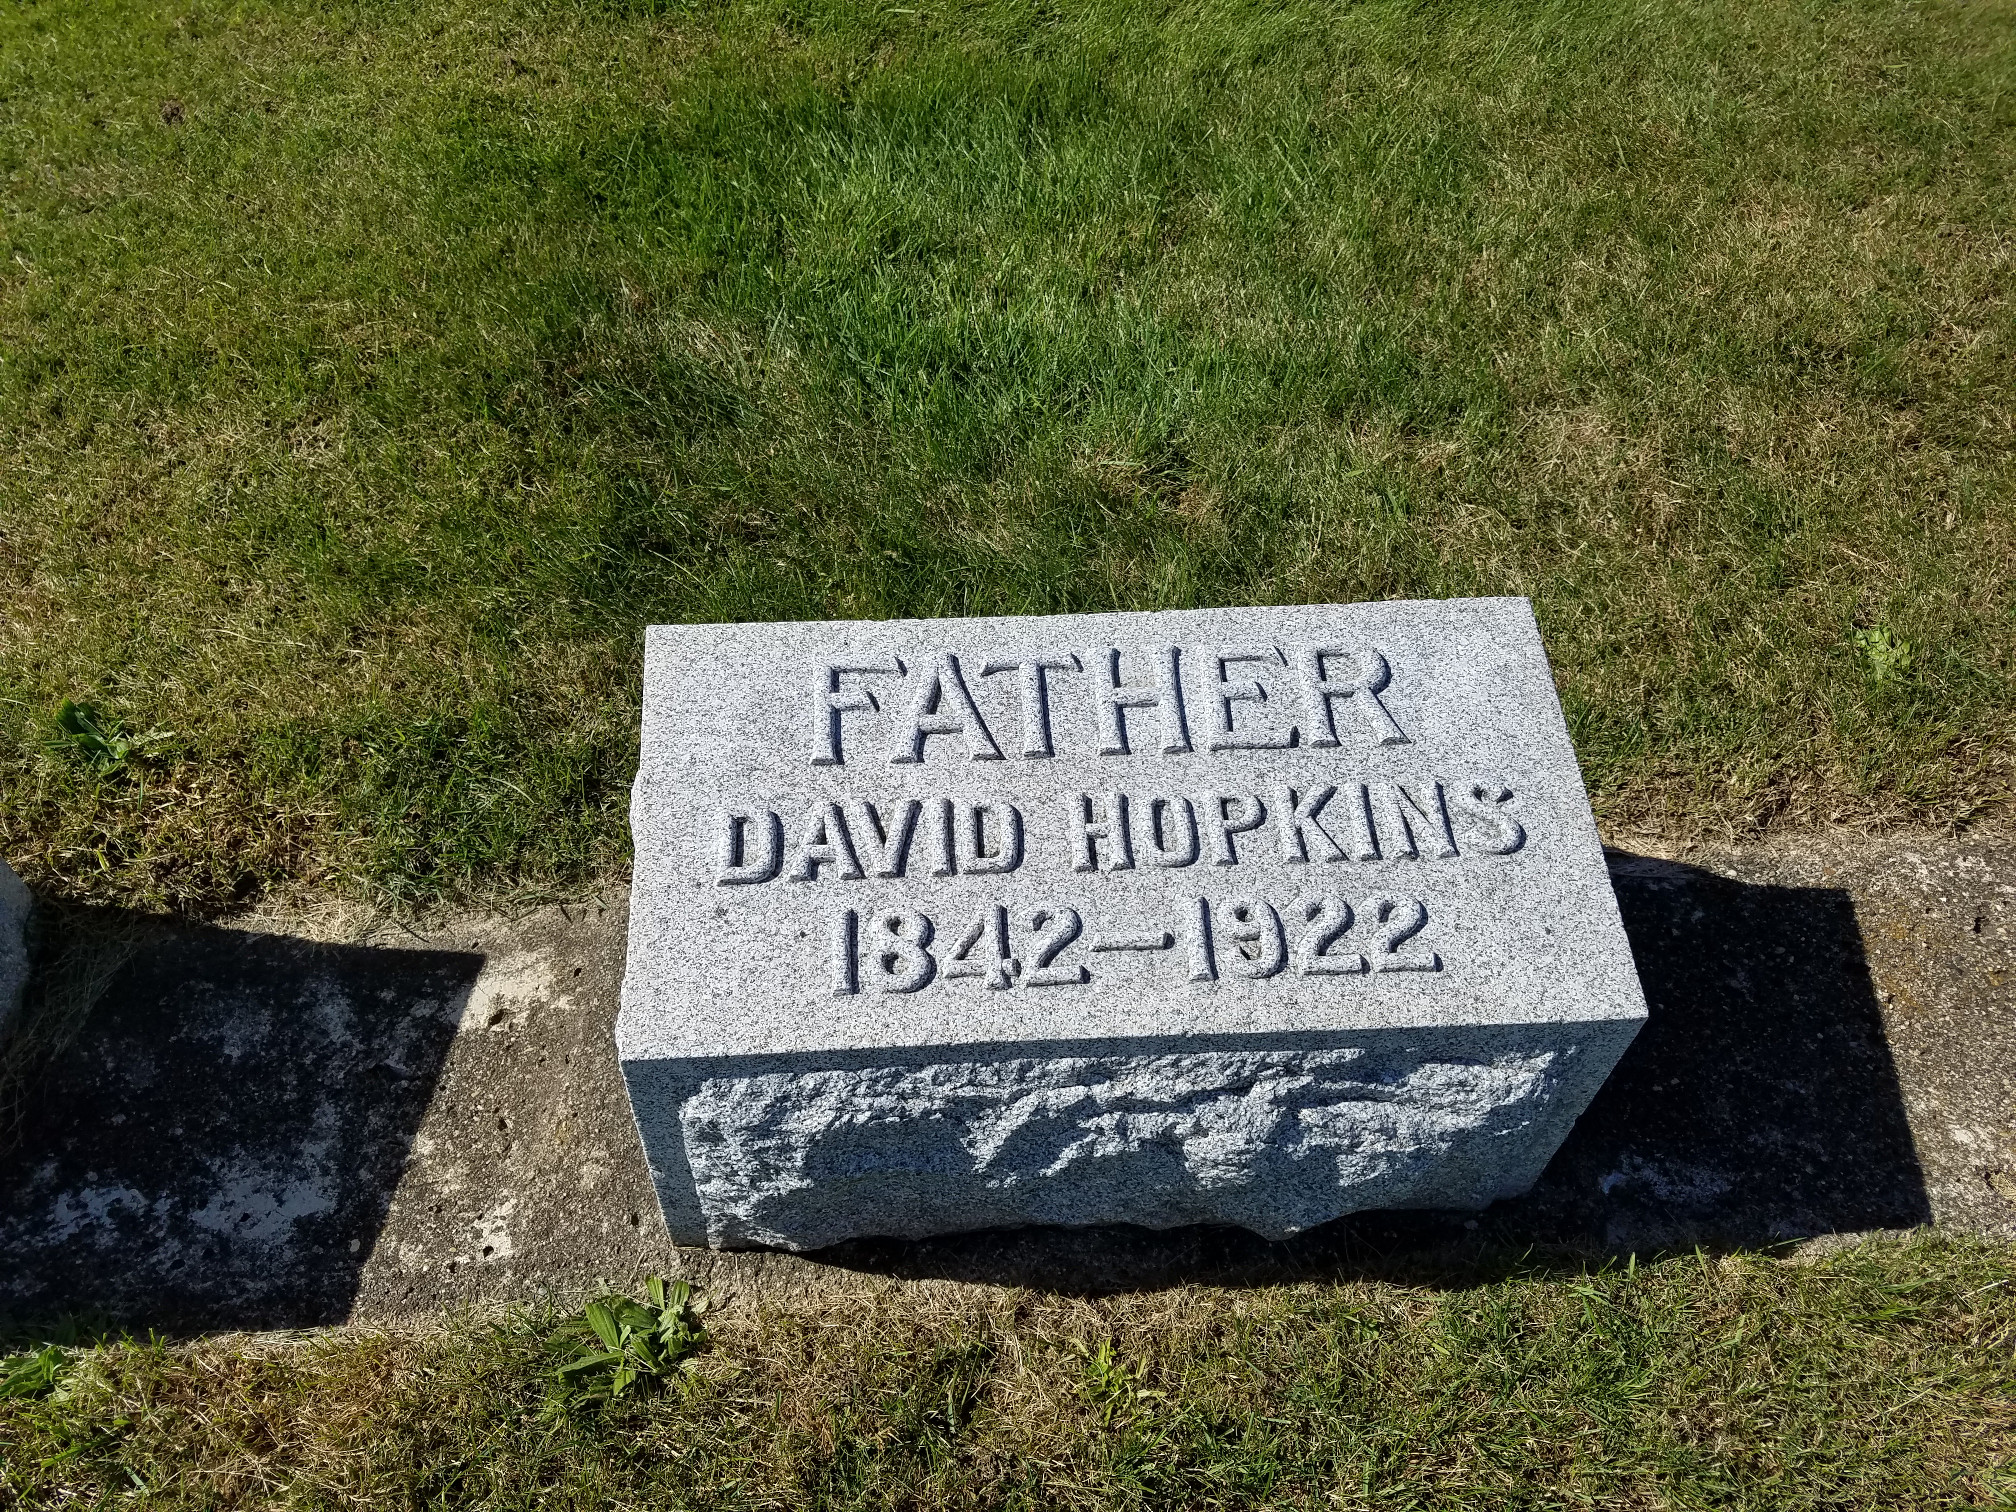 FATHER
DAVID HOPKINS
1842—1922